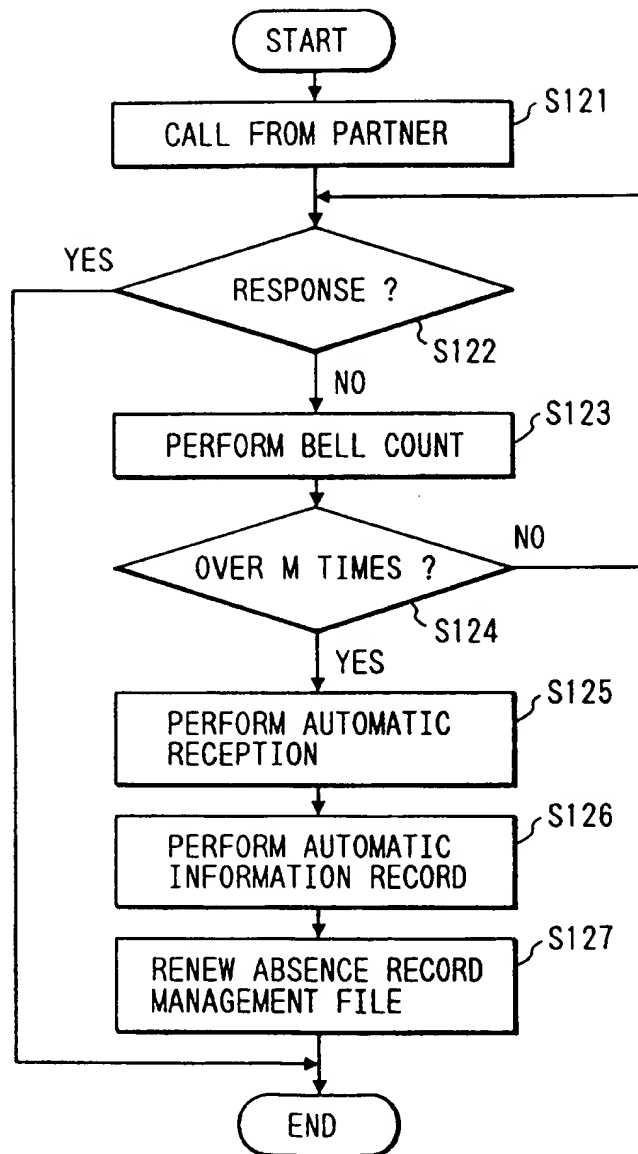 START
S121
CALL FROM PARTNER
YES
RESPONSE ?
S122
NO
S123
PERFORM BELL COUNT
NO
OVER M TIMES ?
S124
YES
S125
PERFORM AUTOMATIC
RECEPTION
S126
PERFORM AUTOMATIC
INFORMATION RECORD
S127
RENEW ABSENCE RECORD
MANAGEMENT FILE
END